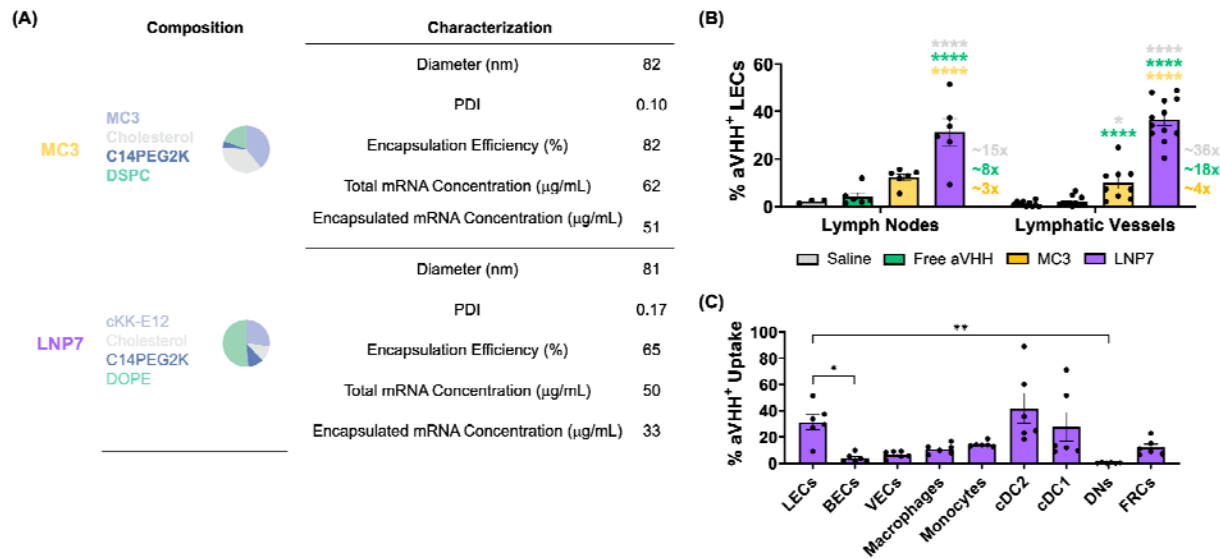 (A)
Composition
Characterization
MC3
MC3
Cholesterol
C14PEG2K
DSPC
Diameter (nm) 82
PDI 0.10
Encapsulation Efficiency (%) 82
Total mRNA Concentration (μg/mL) 62
Encapsulated mRNA Concentration (μg/mL) 51
LNP7
cKK-E12
Cholesterol
C14PEG2K
DOPE
Diameter (nm) 81
PDI 0.17
Encapsulation Efficiency (%) 65
Total mRNA Concentration (μg/mL) 50
Encapsulated mRNA Concentration (μg/mL) 33
(B)
% aVHH+ LECs
60
40
20
0
****
****
****
~15x
~8x
~3x
*
****
****
****
****
~36x
~18x
~4x
Lymph Nodes
Lymphatic Vessels
Saline
Free aVHH
MC3
LNP7
(C)
% aVHH+ Uptake
100
80
60
40
20
0
*
**
LECs
BECs
VECs
Macrophages
Monocytes
cDC2
cDC1
DNs
FRCs